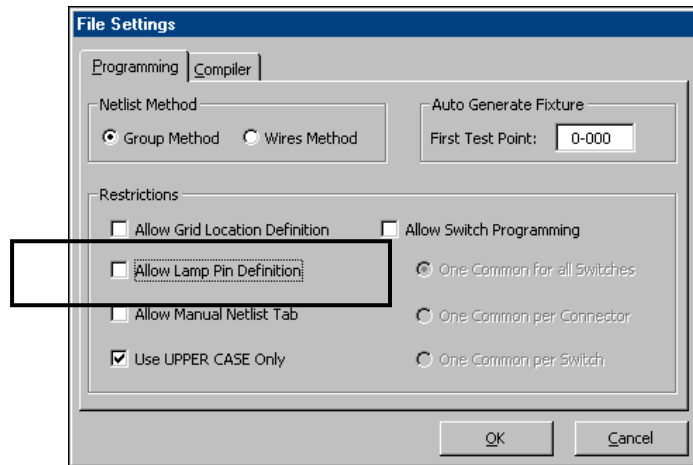 File Settings
Programming Compiler
Netlist Method
Group Method Wires Method
Auto Generate Fixture
First Test Point: 0-000
Restrictions
Allow Grid Location Definition
Allow Lamp Pin Definition
Allow Manual Netlist Tab
Use UPPER CASE Only
Allow Switch Programming
One Common for all Switches
One Common per Connector
One Common per Switch
OK Cancel